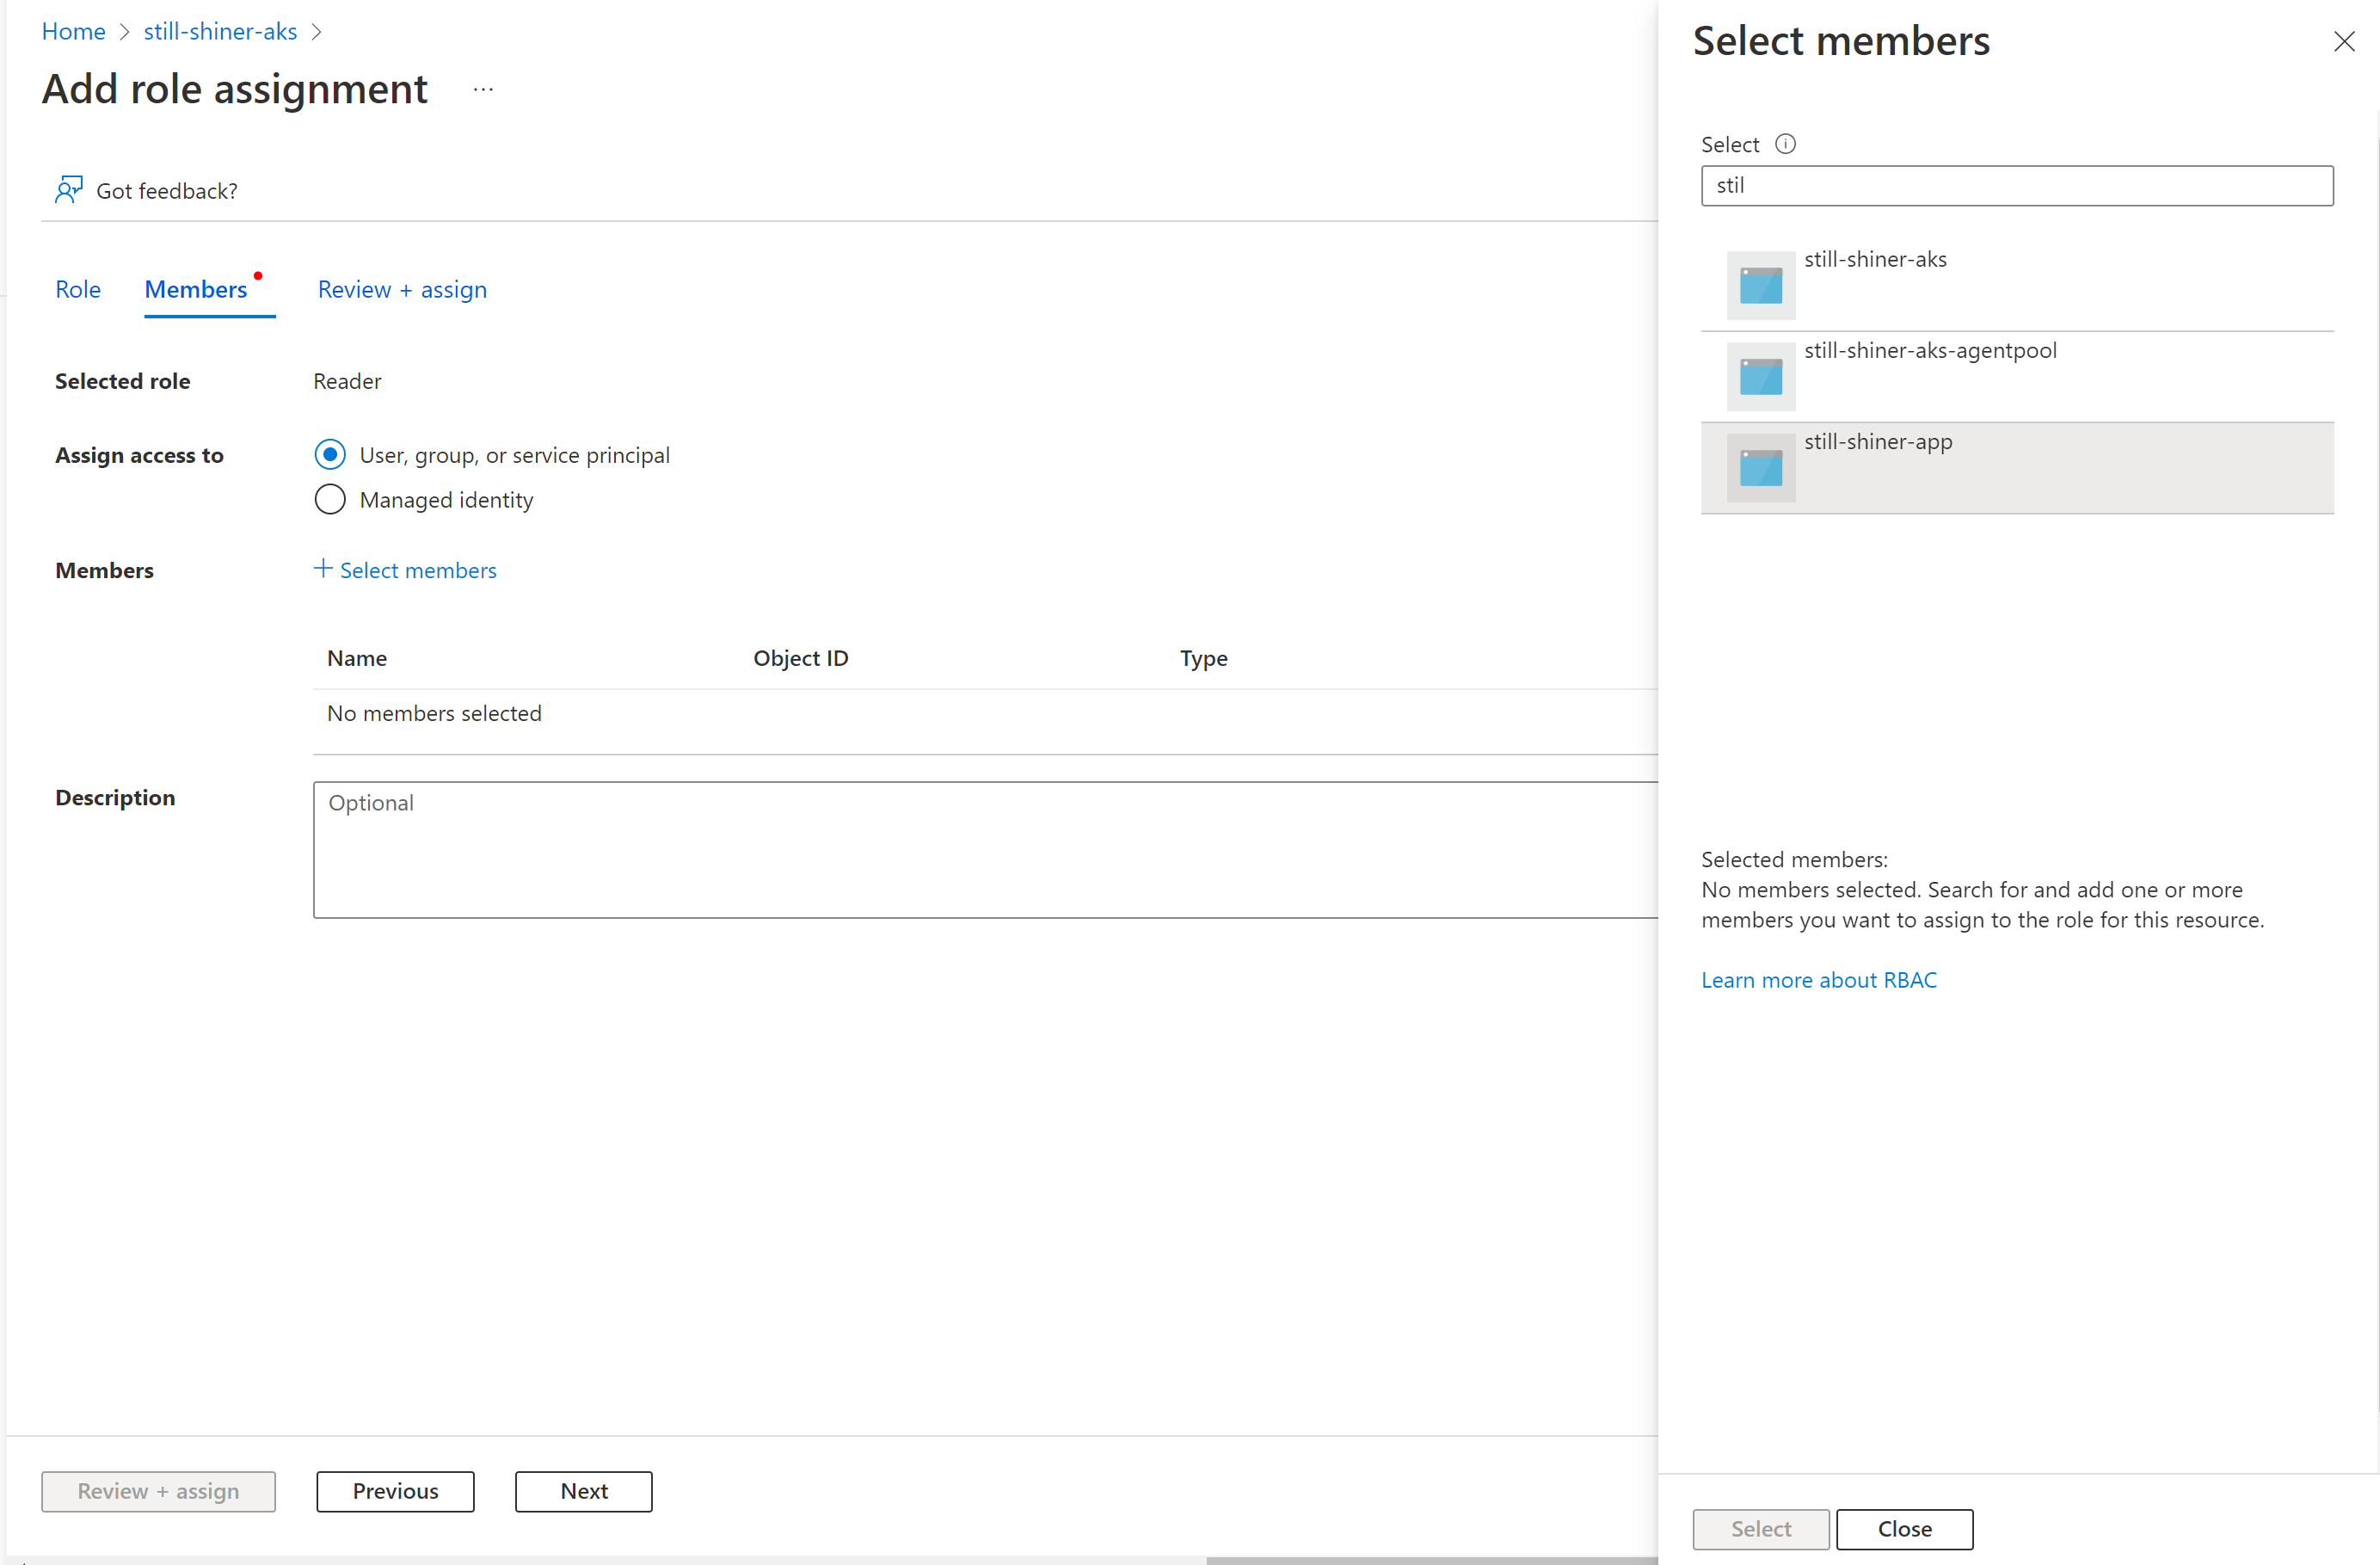 Home > still-shiner-aks >
Add role assignment ...
Got feedback?
Role Members Review + assign
Selected role Reader
Assign access to User, group, or service principal
Managed identity
Members + Select members
Name Object ID Type
No members selected
Description Optional
Review + assign Previous Next
Select members
Select
stil
still-shiner-aks
still-shiner-aks-agentpool
still-shiner-app
Selected members:
No members selected. Search for and add one or more
members you want to assign to the role for this resource.
Learn more about RBAC
Select Close